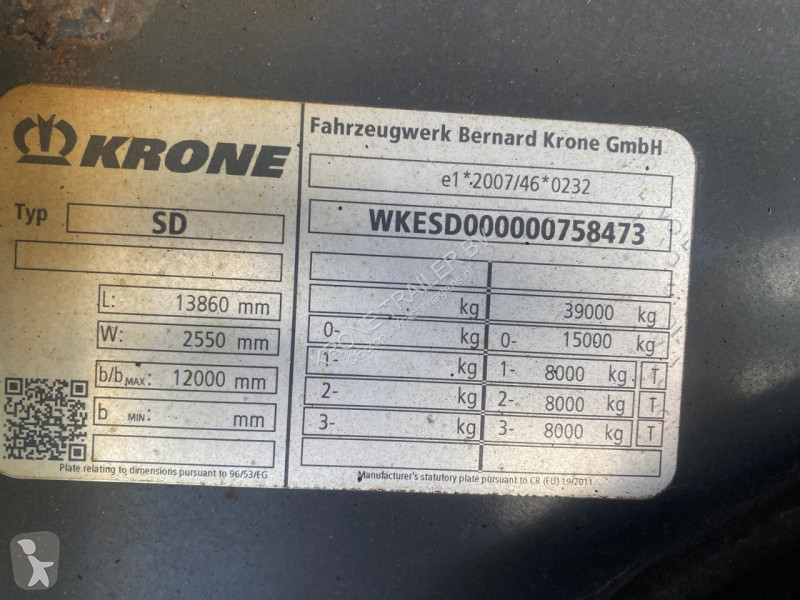 KRONE
Typ SD
L: 13860 mm
W: 2550 mm
b/b MAX: 12000 mm
b MIN: mm
Plate relating to dimensions pursuant to 96/53/EG
Fahrzeugwerk Bernard Krone GmbH
e1*2007/46*0232
WKESD000000758473
kg 39000 kg
0- kg 0- 15000 kg
1- kg 1- 8000 kg T
2- kg 2- 8000 kg T
3- kg 3- 8000 kg T
Manufacturer's statutory plate pursuant to CR (EU) 19/2011